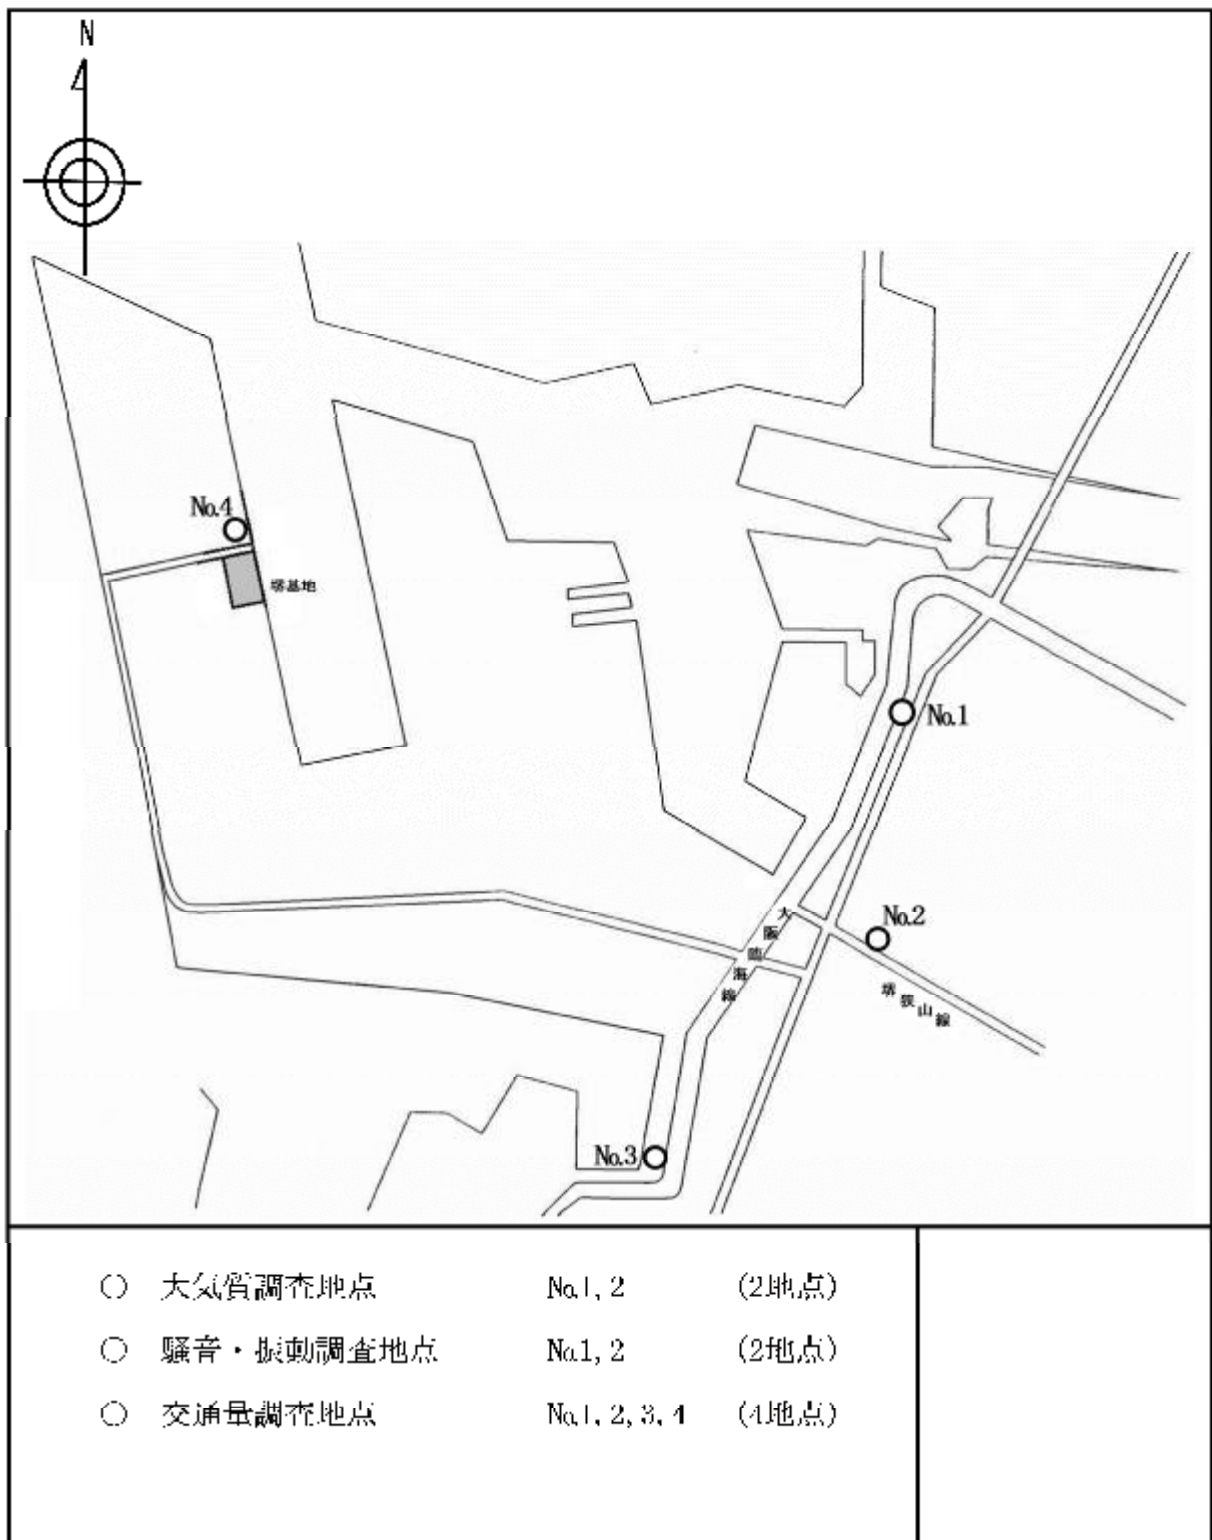 N
No.4
堺基地
No.1
No.2
大阪臨海線
堺狭山線
No.3
○ 大気質調査地点 No.1,2 (2地点)
○ 騒音・振動調査地点 No.1,2 (2地点)
○ 交通量調査地点 No.1,2,3,4 (4地点)